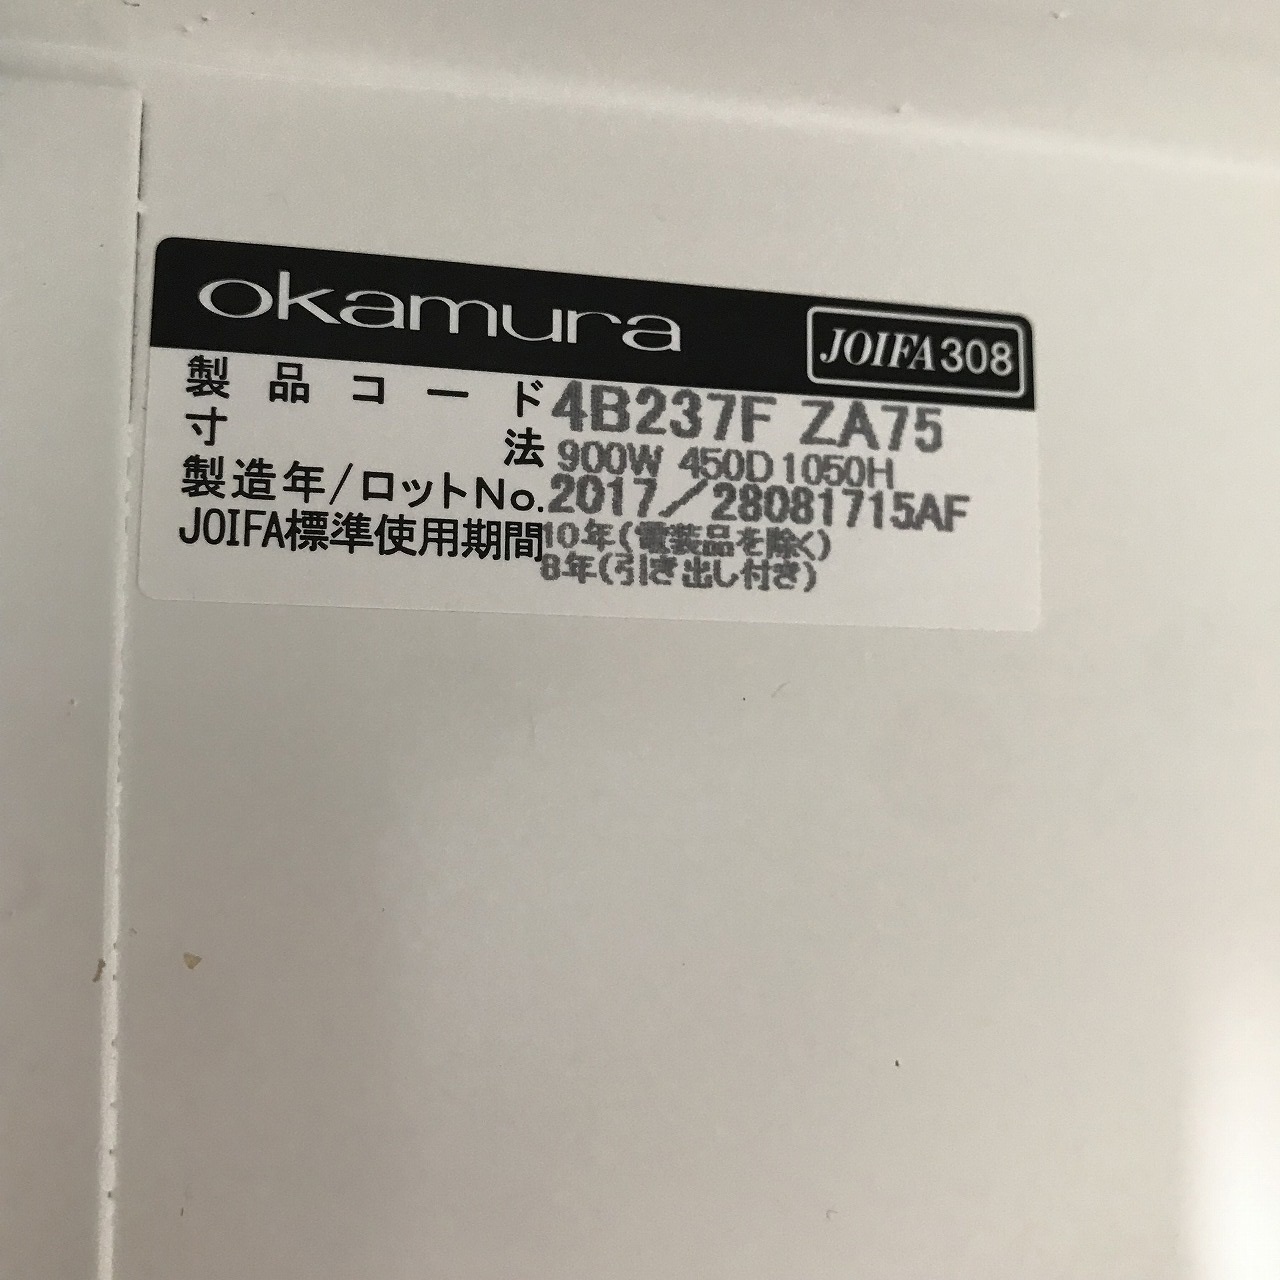 okamura JOIFA308
製品コード 4B237F ZA75
寸法 900W 450D 1050H
製造年/ロットNo. 2017/28081715AF
JOIFA標準使用期間 10年(電装品を除く)
8年(引き出し付き)